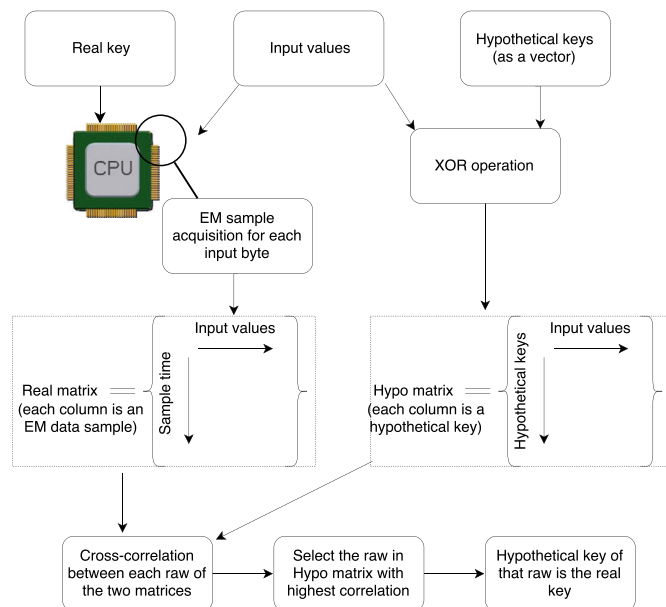 Real key
Input values
Hypothetical keys
(as a vector)
CPU
XOR operation
EM sample
acquisition for each
input byte
Input values
Sample time
Real matrix
(each column is an
EM data sample)
Input values
Hypothetical keys
Hypo matrix
(each column is a
hypothetical key)
Cross-correlation
between each raw of
the two matrices
Select the raw in
Hypo matrix with
highest correlation
Hypothetical key of
that raw is the real
key